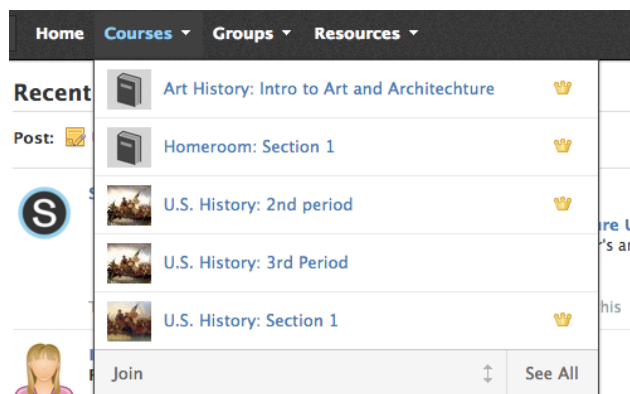 Home Courses Groups Resources
Recent
Post:
Art History: Intro to Art and Architechture
Homeroom: Section 1
S
U.S. History: 2nd period
U.S. History: 3rd Period
U.S. History: Section 1
his
Join See All